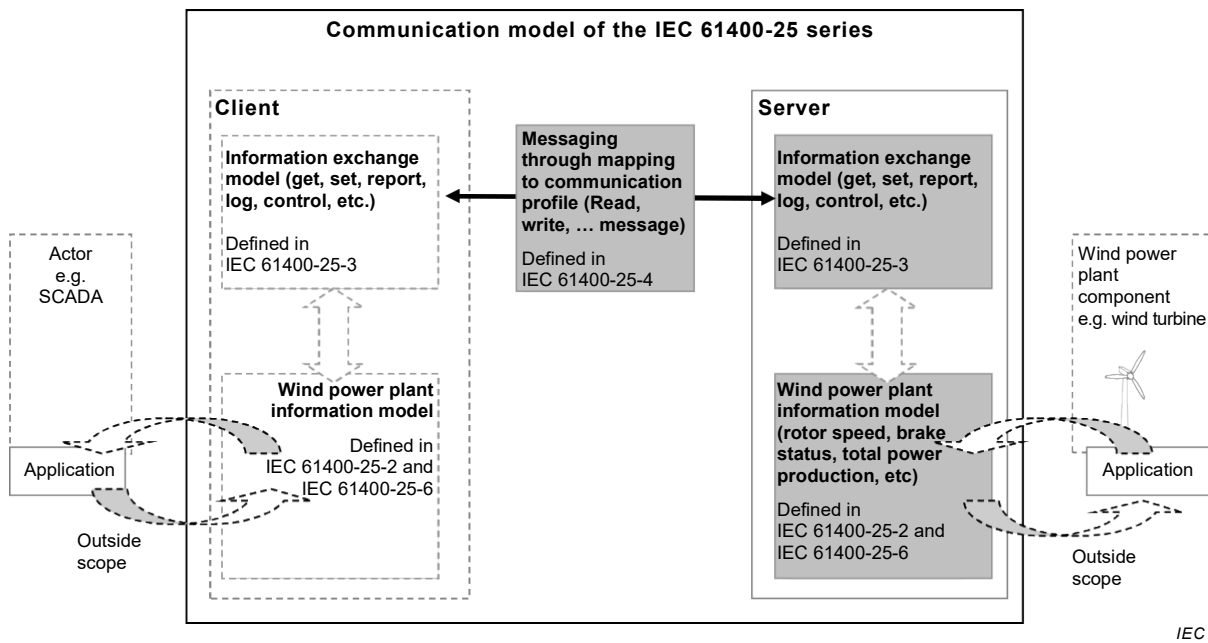 Communication model of the IEC 61400-25 series
Client
Information exchange
model (get, set, report,
log, control, etc.)
Defined in
IEC 61400-25-3
Messaging
through mapping
to communication
profile (Read,
write, … message)
Defined in
IEC 61400-25-4
Server
Information exchange
model (get, set, report,
log, control, etc.)
Defined in
IEC 61400-25-3
Actor
e.g.
SCADA
Wind power
plant
component
e.g. wind turbine
Wind power plant
information model
Defined in
IEC 61400-25-2 and
IEC 61400-25-6
Wind power plant
information model
(rotor speed, brake
status, total power
production, etc)
Defined in
IEC 61400-25-2 and
IEC 61400-25-6
Application
Outside
scope
Application
Outside
scope
IEC